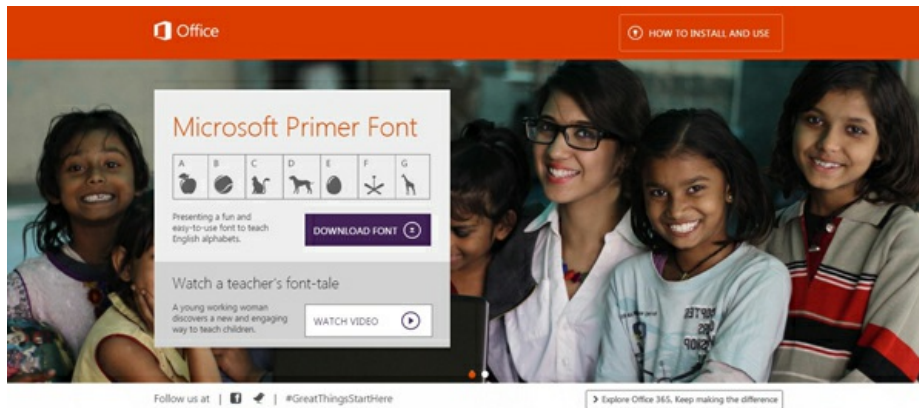 Office
HOW TO INSTALL AND USE
Microsoft Primer Font
A B C D E F G
Presenting a fun and
easy-to-use font to teach
English alphabets.
DOWNLOAD FONT
Watch a teacher's font-tale
A young working woman
discovers a new and engaging
way to teach children.
WATCH VIDEO
Follow us at | | #GreatThingsStartHere
Explore Office 365, Keep making the difference